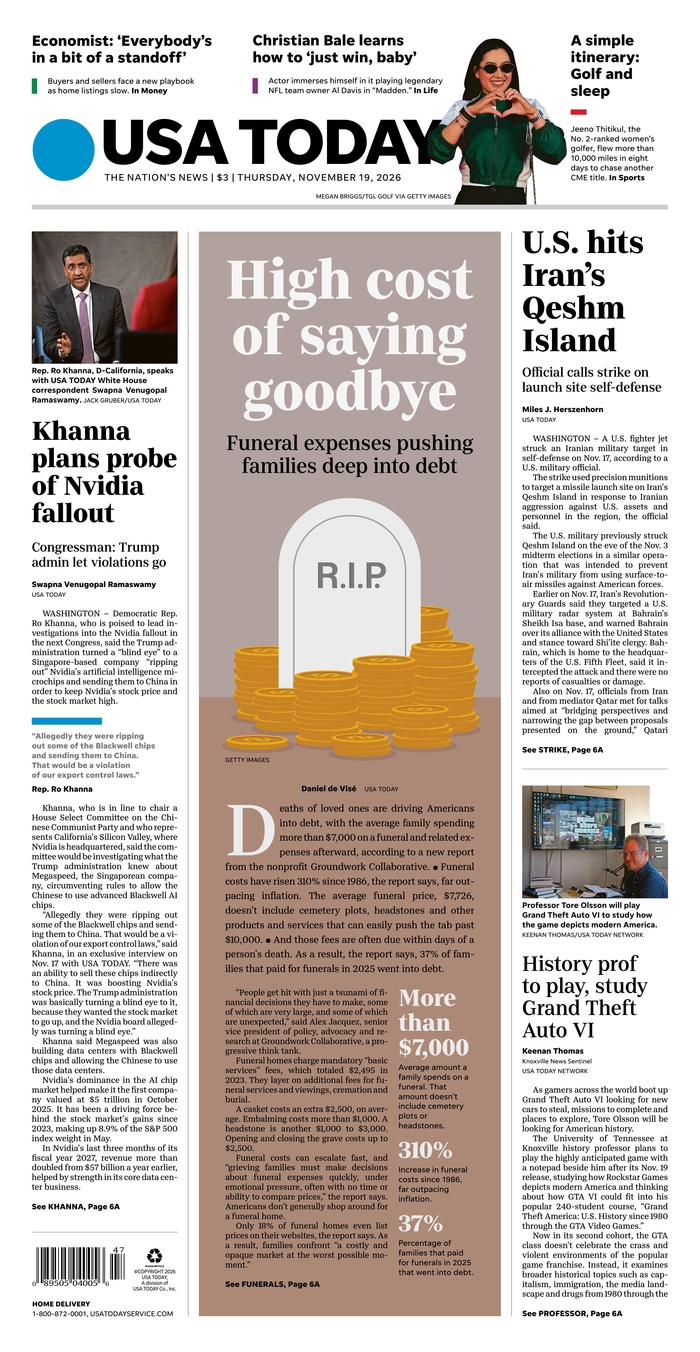 Economist: ‘Everybody’s
in a bit of a standoff’
Buyers and sellers face a new playbook
as home listings slow. In Money
Christian Bale learns
how to ‘just win, baby’
Actor immerses himself in it playing legendary
NFL team owner Al Davis in “Madden.” In Life
A simple
itinerary:
Golf and
sleep
Jeeno Thitikul, the
No. 2-ranked women’s
golfer, flew more than
10,000 miles in eight
days to chase another
CME title. In Sports
USA TODAY
THE NATION’S NEWS | $3 | THURSDAY, NOVEMBER 19, 2026
MEGAN BRIGGS/TGL GOLF VIA GETTY IMAGES
Rep. Ro Khanna, D-California, speaks
with USA TODAY White House
correspondent Swapna Venugopal
Ramaswamy. JACK GRUBER/USA TODAY
Khanna
plans probe
of Nvidia
fallout
Congressman: Trump
admin let violations go
Swapna Venugopal Ramaswamy
USA TODAY
WASHINGTON – Democratic Rep.
Ro Khanna, who is poised to lead in-
vestigations into the Nvidia fallout in
the next Congress, said the Trump ad-
ministration turned a “blind eye” to a
Singapore-based company “ripping
out” Nvidia’s artificial intelligence mi-
crochips and sending them to China in
order to keep Nvidia’s stock price and
the stock market high.
“Allegedly they were ripping
out some of the Blackwell chips
and sending them to China.
That would be a violation
of our export control laws.”
Rep. Ro Khanna
Khanna, who is in line to chair a
House Select Committee on the Chi-
nese Communist Party and who repre-
sents California’s Silicon Valley, where
Nvidia is headquartered, said the com-
mittee would be investigating what the
Trump administration knew about
Megaspeed, the Singaporean compa-
ny, circumventing rules to allow the
Chinese to use advanced Blackwell AI
chips.
“Allegedly they were ripping out
some of the Blackwell chips and send-
ing them to China. That would be a vi-
olation of our export control laws,” said
Khanna, in an exclusive interview on
Nov. 17 with USA TODAY. “There was
an ability to sell these chips indirectly
to China. It was boosting Nvidia’s
stock price. The Trump administration
was basically turning a blind eye to it,
because they wanted the stock market
to go up, and the Nvidia board alleged-
ly was turning a blind eye.”
Khanna said Megaspeed was also
building data centers with Blackwell
chips and allowing the Chinese to use
those data centers.
Nvidia’s dominance in the AI chip
market helped make it the first compa-
ny valued at $5 trillion in October
2025. It has been a driving force be-
hind the stock market’s gains since
2023, making up 8.9% of the S&P 500
index weight in May.
In Nvidia’s last three months of its
fiscal year 2027, revenue more than
doubled from $57 billion a year earlier,
helped by strength in its core data cen-
ter business.
See KHANNA, Page 6A
47
0 89505 04005 6
PLEASE RECYCLE
©COPYRIGHT 2026
USA TODAY,
A division of
USA TODAY Co., Inc.
HOME DELIVERY
1-800-872-0001, USATODAYSERVICE.COM
High cost
of saying
goodbye
Funeral expenses pushing
families deep into debt
R.I.P.
GETTY IMAGES
Daniel de Visé USA TODAY
Deaths of loved ones are driving Americans
into debt, with the average family spending
more than $7,000 on a funeral and related ex-
penses afterward, according to a new report
from the nonprofit Groundwork Collaborative. ● Funeral
costs have risen 310% since 1986, the report says, far out-
pacing inflation. The average funeral price, $7,726,
doesn’t include cemetery plots, headstones and other
products and services that can easily push the tab past
$10,000. ● And those fees are often due within days of a
person’s death. As a result, the report says, 37% of fam-
ilies that paid for funerals in 2025 went into debt.
“People get hit with just a tsunami of fi-
nancial decisions they have to make, some
of which are very large, and some of which
are unexpected,” said Alex Jacquez, senior
vice president of policy, advocacy and re-
search at Groundwork Collaborative, a pro-
gressive think tank.
Funeral homes charge mandatory “basic
services” fees, which totaled $2,495 in
2023. They layer on additional fees for fu-
neral services and viewings, cremation and
burial.
A casket costs an extra $2,500, on aver-
age. Embalming costs more than $1,000. A
headstone is another $1,000 to $3,000.
Opening and closing the grave costs up to
$2,500.
Funeral costs can escalate fast, and
“grieving families must make decisions
about funeral expenses quickly, under
emotional pressure, often with no time or
ability to compare prices,” the report says.
Americans don’t generally shop around for
a funeral home.
Only 18% of funeral homes even list
prices on their websites, the report says. As
a result, families confront “a costly and
opaque market at the worst possible mo-
ment.”
See FUNERALS, Page 6A
More
than
$7,000
Average amount a
family spends on a
funeral. That
amount doesn’t
include cemetery
plots or
headstones.
310%
Increase in funeral
costs since 1986,
far outpacing
inflation.
37%
Percentage of
families that paid
for funerals in 2025
that went into debt.
U.S. hits
Iran’s
Qeshm
Island
Official calls strike on
launch site self-defense
Miles J. Herszenhorn
USA TODAY
WASHINGTON – A U.S. fighter jet
struck an Iranian military target in
self-defense on Nov. 17, according to a
U.S. military official.
The strike used precision munitions
to target a missile launch site on Iran’s
Qeshm Island in response to Iranian
aggression against U.S. assets and
personnel in the region, the official
said.
The U.S. military previously struck
Qeshm Island on the eve of the Nov. 3
midterm elections in a similar opera-
tion that was intended to prevent
Iran’s military from using surface-to-
air missiles against American forces.
Earlier on Nov. 17, Iran’s Revolution-
ary Guards said they targeted a U.S.
military radar system at Bahrain’s
Sheikh Isa base, and warned Bahrain
over its alliance with the United States
and stance toward Shi’ite clergy. Bah-
rain, which is home to the headquar-
ters of the U.S. Fifth Fleet, said it in-
tercepted the attack and there were no
reports of casualties or damage.
Also on Nov. 17, officials from Iran
and from mediator Qatar met for talks
aimed at “bridging perspectives and
narrowing the gap between proposals
presented on the ground,” Qatari
See STRIKE, Page 6A
Professor Tore Olsson will play
Grand Theft Auto VI to study how
the game depicts modern America.
KEENAN THOMAS/USA TODAY NETWORK
History prof
to play, study
Grand Theft
Auto VI
Keenan Thomas
Knoxville News Sentinel
USA TODAY NETWORK
As gamers across the world boot up
Grand Theft Auto VI looking for new
cars to steal, missions to complete and
places to explore, Tore Olsson will be
looking for American history.
The University of Tennessee at
Knoxville history professor plans to
play the highly anticipated game with
a notepad beside him after its Nov. 19
release, studying how Rockstar Games
depicts modern America and thinking
about how GTA VI could fit into his
popular 240-student course, “Grand
Theft America: U.S. History since 1980
through the GTA Video Games.”
Now in its second cohort, the GTA
class doesn’t celebrate the crass and
violent environments of the popular
game franchise. Instead, it examines
broader historical topics such as cap-
italism, immigration, the media land-
scape and drugs from 1980 through the
See PROFESSOR, Page 6A